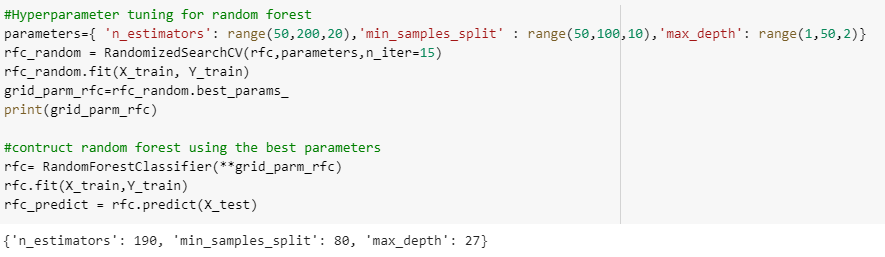 #Hyperparameter tuning for random forest
parameters={ 'n_estimators': range(50,200,20),'min_samples_split' : range(50,100,10),'max_depth': range(1,50,2)}
rfc_random = RandomizedSearchCV(rfc,parameters,n_iter=15)
rfc_random.fit(X_train, Y_train)
grid_parm_rfc=rfc_random.best_params_
print(grid_parm_rfc)
#contruct random forest using the best parameters
rfc= RandomForestClassifier(**grid_parm_rfc)
rfc.fit(X_train,Y_train)
rfc_predict = rfc.predict(X_test)
{'n_estimators': 190, 'min_samples_split': 80, 'max_depth': 27}